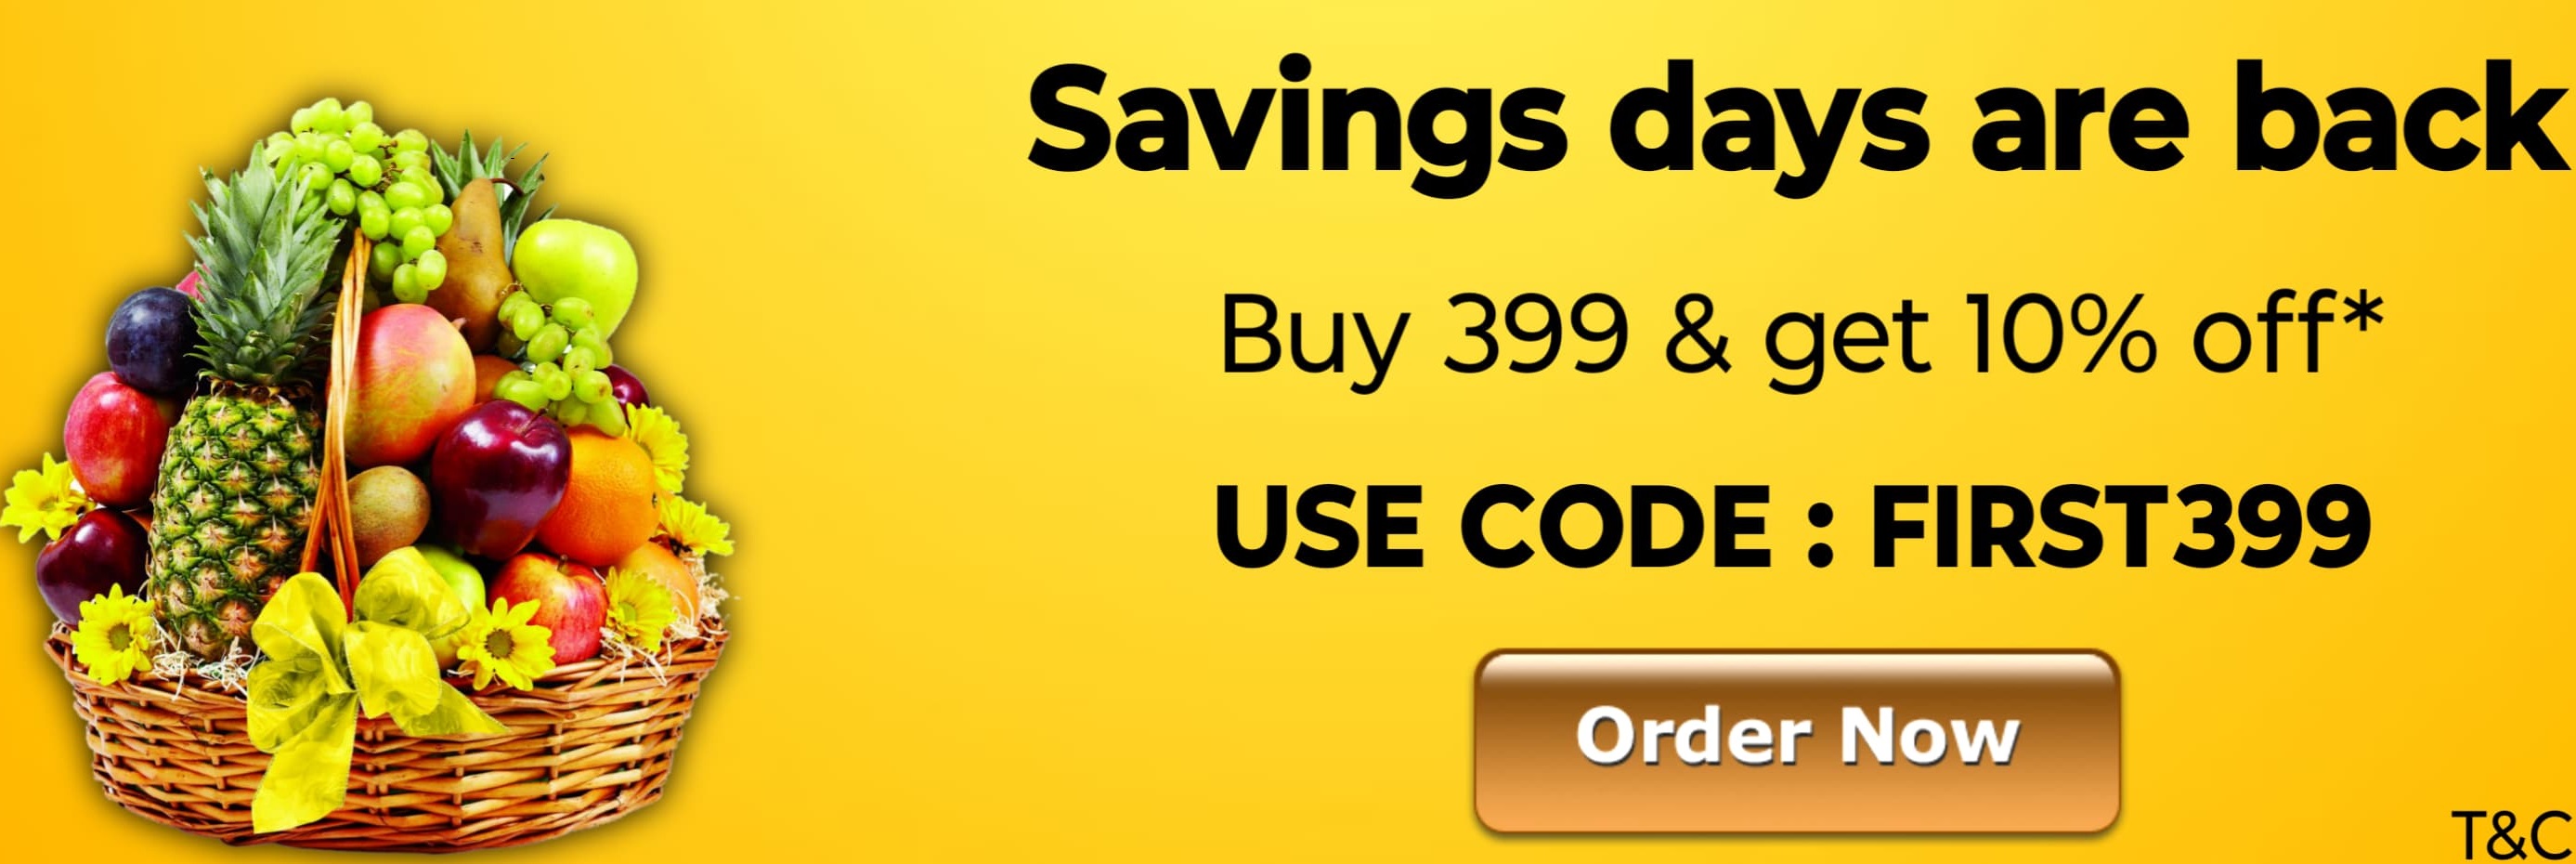 Savings days are back
Buy 399 & get 10% off*
USE CODE : FIRST399
Order Now
T&C